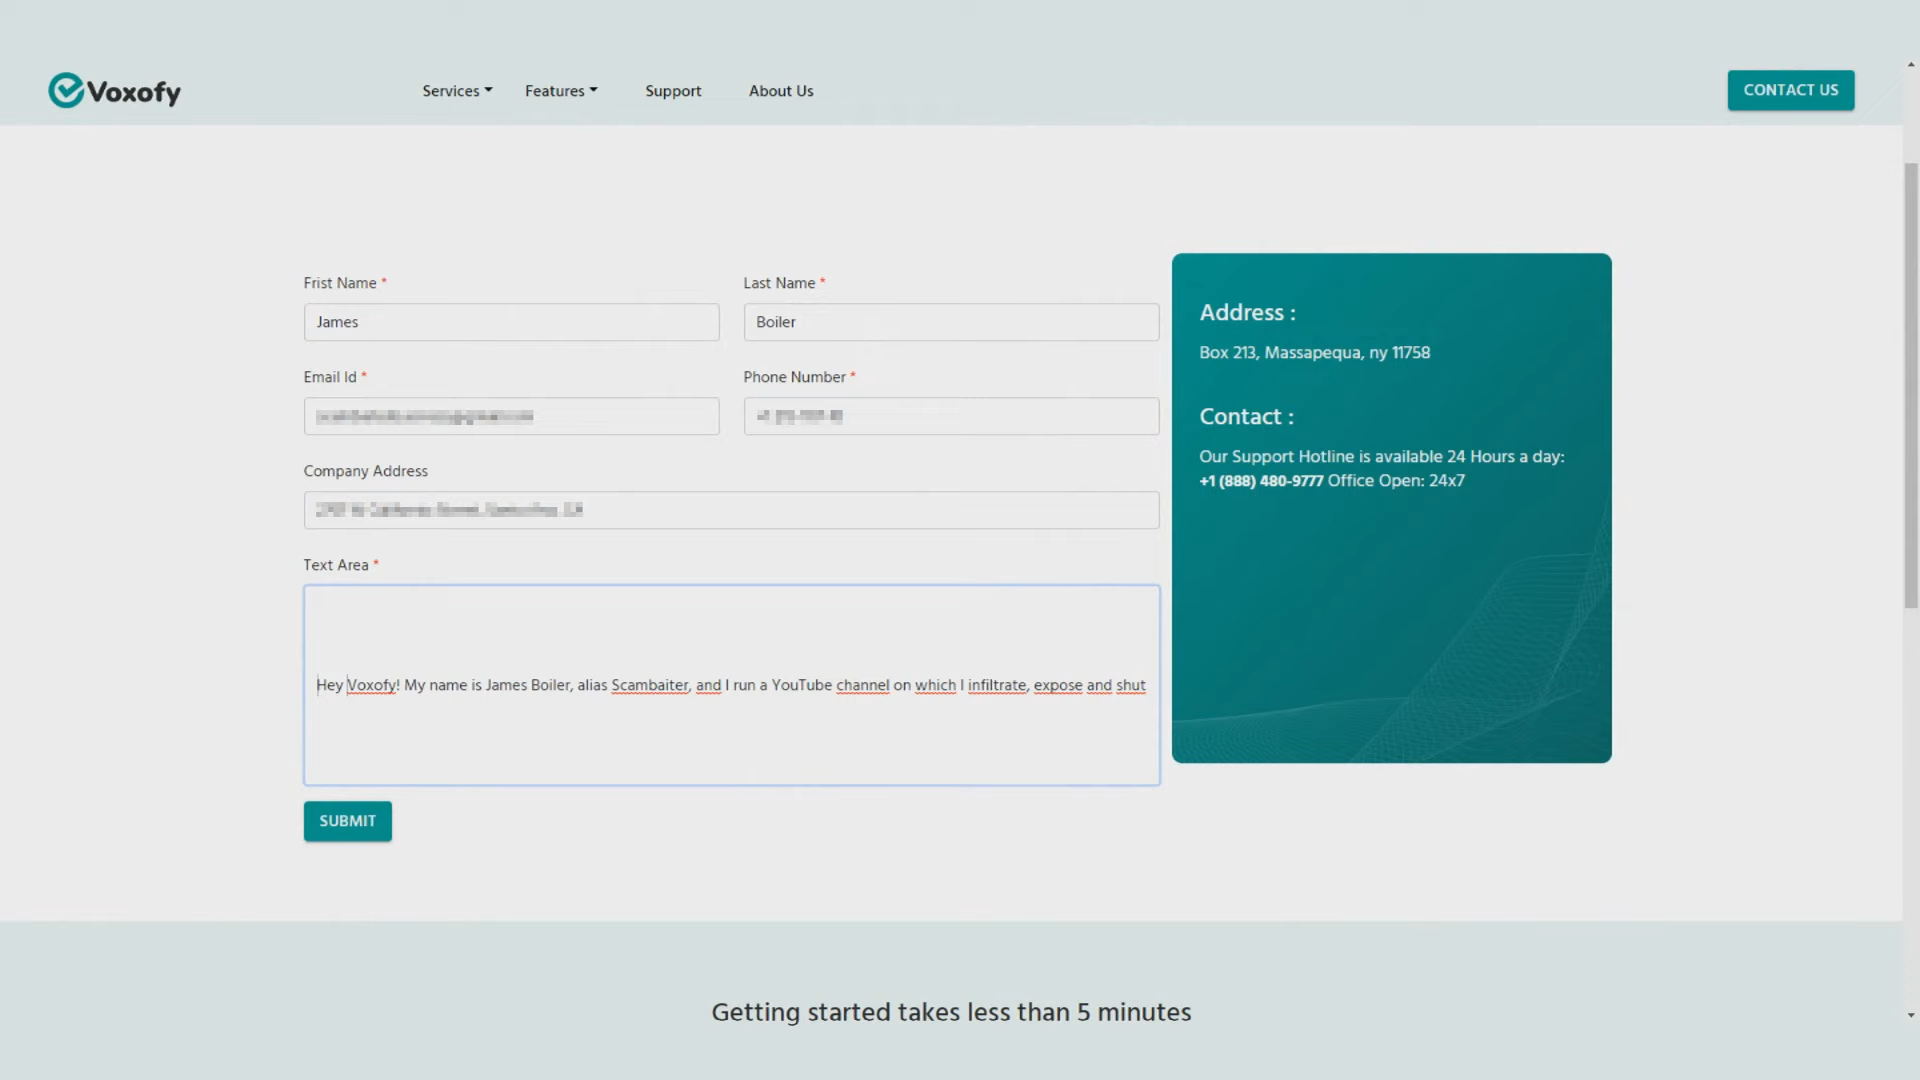 Voxofy
Services
Features
Support
About Us
CONTACT US
Frist Name *
Last Name *
James
Boiler
Email Id *
Phone Number *
Company Address
Text Area *
Hey Voxofy! My name is James Boiler, alias Scambaiter, and I run a YouTube channel on which I infiltrate, expose and shut
SUBMIT
Address :
Box 213, Massapequa, ny 11758
Contact :
Our Support Hotline is available 24 Hours a day:
+1 (888) 480-9777 Office Open: 24x7
Getting started takes less than 5 minutes